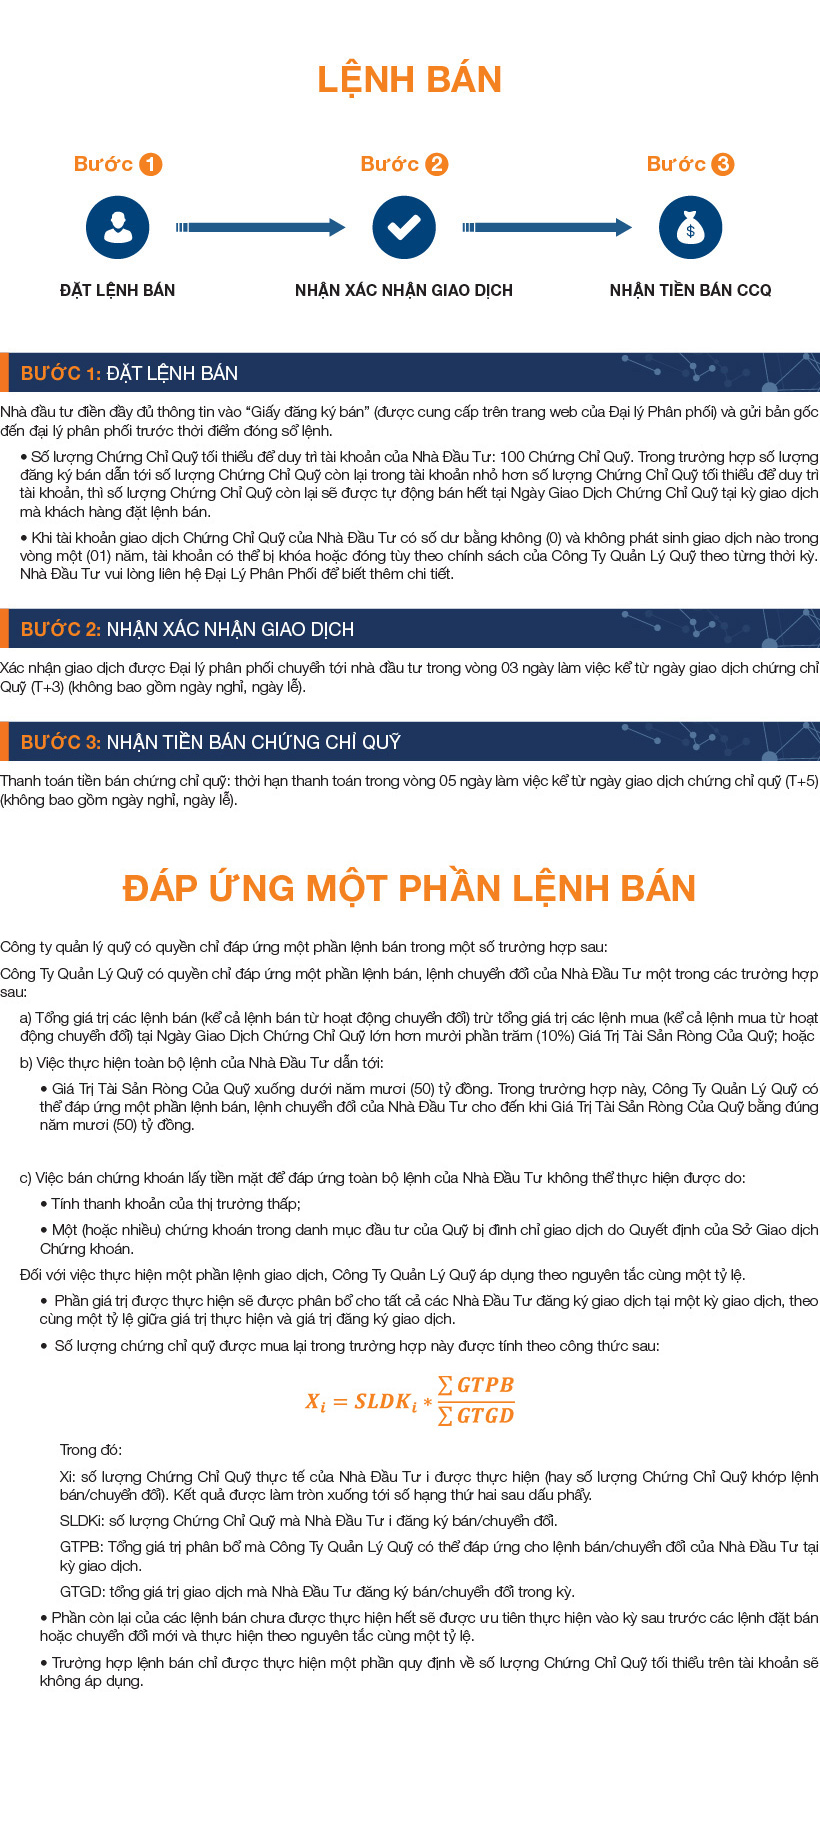 LỆNH BÁN
Bước 1
Bước 2
Bước 3
$
ĐẶT LỆNH BÁN
NHẬN XÁC NHẬN GIAO DỊCH
NHẬN TIỀN BÁN CCQ
BƯỚC 1: ĐẶT LỆNH BÁN
Nhà đầu tư điền đầy đủ thông tin vào “Giấy đăng ký bán” (được cung cấp trên trang web của Đại lý Phân phối) và gửi bản gốc
đến đại lý phân phối trước thời điểm đóng sổ lệnh.
• Số lượng Chứng Chỉ Quỹ tối thiểu để duy trì tài khoản của Nhà Đầu Tư: 100 Chứng Chỉ Quỹ. Trong trường hợp số lượng
đăng ký bán dẫn tới số lượng Chứng Chỉ Quỹ còn lại trong tài khoản nhỏ hơn số lượng Chứng Chỉ Quỹ tối thiểu để duy trì
tài khoản, thì số lượng Chứng Chỉ Quỹ còn lại sẽ được tự động bán hết tại Ngày Giao Dịch Chứng Chỉ Quỹ tại kỳ giao dịch
mà khách hàng đặt lệnh bán.
• Khi tài khoản giao dịch Chứng Chỉ Quỹ của Nhà Đầu Tư có số dư bằng không (0) và không phát sinh giao dịch nào trong
vòng một (01) năm, tài khoản có thể bị khóa hoặc đóng tùy theo chính sách của Công Ty Quản Lý Quỹ theo từng thời kỳ.
Nhà Đầu Tư vui lòng liên hệ Đại Lý Phân Phối để biết thêm chi tiết.
BƯỚC 2: NHẬN XÁC NHẬN GIAO DỊCH
Xác nhận giao dịch được Đại lý phân phối chuyển tới nhà đầu tư trong vòng 03 ngày làm việc kể từ ngày giao dịch chứng chỉ
Quỹ (T+3) (không bao gồm ngày nghỉ, ngày lễ).
BƯỚC 3: NHẬN TIỀN BÁN CHỨNG CHỈ QUỸ
Thanh toán tiền bán chứng chỉ quỹ: thời hạn thanh toán trong vòng 05 ngày làm việc kể từ ngày giao dịch chứng chỉ quỹ (T+5)
(không bao gồm ngày nghỉ, ngày lễ).
ĐÁP ỨNG MỘT PHẦN LỆNH BÁN
Công ty quản lý quỹ có quyền chỉ đáp ứng một phần lệnh bán trong một số trường hợp sau:
Công Ty Quản Lý Quỹ có quyền chỉ đáp ứng một phần lệnh bán, lệnh chuyển đổi của Nhà Đầu Tư một trong các trường hợp
sau:
a) Tổng giá trị các lệnh bán (kể cả lệnh bán từ hoạt động chuyển đổi) trừ tổng giá trị các lệnh mua (kể cả lệnh mua từ hoạt
động chuyển đổi) tại Ngày Giao Dịch Chứng Chỉ Quỹ lớn hơn mười phần trăm (10%) Giá Trị Tài Sản Ròng Của Quỹ; hoặc
b) Việc thực hiện toàn bộ lệnh của Nhà Đầu Tư dẫn tới:
• Giá Trị Tài Sản Ròng Của Quỹ xuống dưới năm mươi (50) tỷ đồng. Trong trường hợp này, Công Ty Quản Lý Quỹ có
thể đáp ứng một phần lệnh bán, lệnh chuyển đổi của Nhà Đầu Tư cho đến khi Giá Trị Tài Sản Ròng Của Quỹ bằng đúng
năm mươi (50) tỷ đồng.
c) Việc bán chứng khoán lấy tiền mặt để đáp ứng toàn bộ lệnh của Nhà Đầu Tư không thể thực hiện được do:
• Tính thanh khoản của thị trường thấp;
• Một (hoặc nhiều) chứng khoán trong danh mục đầu tư của Quỹ bị đình chỉ giao dịch do Quyết định của Sở Giao dịch
Chứng khoán.
Đối với việc thực hiện một phần lệnh giao dịch, Công Ty Quản Lý Quỹ áp dụng theo nguyên tắc cùng một tỷ lệ.
• Phần giá trị được thực hiện sẽ được phân bổ cho tất cả các Nhà Đầu Tư đăng ký giao dịch tại một kỳ giao dịch, theo
cùng một tỷ lệ giữa giá trị thực hiện và giá trị đăng ký giao dịch.
• Số lượng chứng chỉ quỹ được mua lại trong trường hợp này được tính theo công thức sau:
Xᵢ = SLDKᵢ * ∑ GTPB / ∑ GTGD
Trong đó:
Xi: số lượng Chứng Chỉ Quỹ thực tế của Nhà Đầu Tư i được thực hiện (hay số lượng Chứng Chỉ Quỹ khớp lệnh
bán/chuyển đổi). Kết quả được làm tròn xuống tới số hạng thứ hai sau dấu phẩy.
SLDKi: số lượng Chứng Chỉ Quỹ mà Nhà Đầu Tư i đăng ký bán/chuyển đổi.
GTPB: Tổng giá trị phân bổ mà Công Ty Quản Lý Quỹ có thể đáp ứng cho lệnh bán/chuyển đổi của Nhà Đầu Tư tại
kỳ giao dịch.
GTGD: tổng giá trị giao dịch mà Nhà Đầu Tư đăng ký bán/chuyển đổi trong kỳ.
• Phần còn lại của các lệnh bán chưa được thực hiện hết sẽ được ưu tiên thực hiện vào kỳ sau trước các lệnh đặt bán
hoặc chuyển đổi mới và thực hiện theo nguyên tắc cùng một tỷ lệ.
• Trường hợp lệnh bán chỉ được thực hiện một phần quy định về số lượng Chứng Chỉ Quỹ tối thiểu trên tài khoản sẽ
không áp dụng.